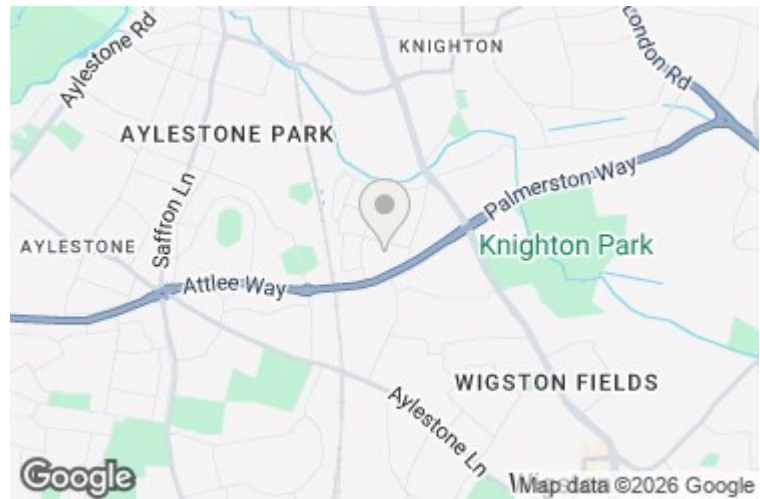 KNIGHTON
London Rd
Aylestone Rd
AYLESTONE PARK
Saffron Ln
Palmerston Way
AYLESTONE
Knighton Park
Attlee Way
WIGSTON FIELDS
Aylestone Ln
Google
Map data ©2026 Google